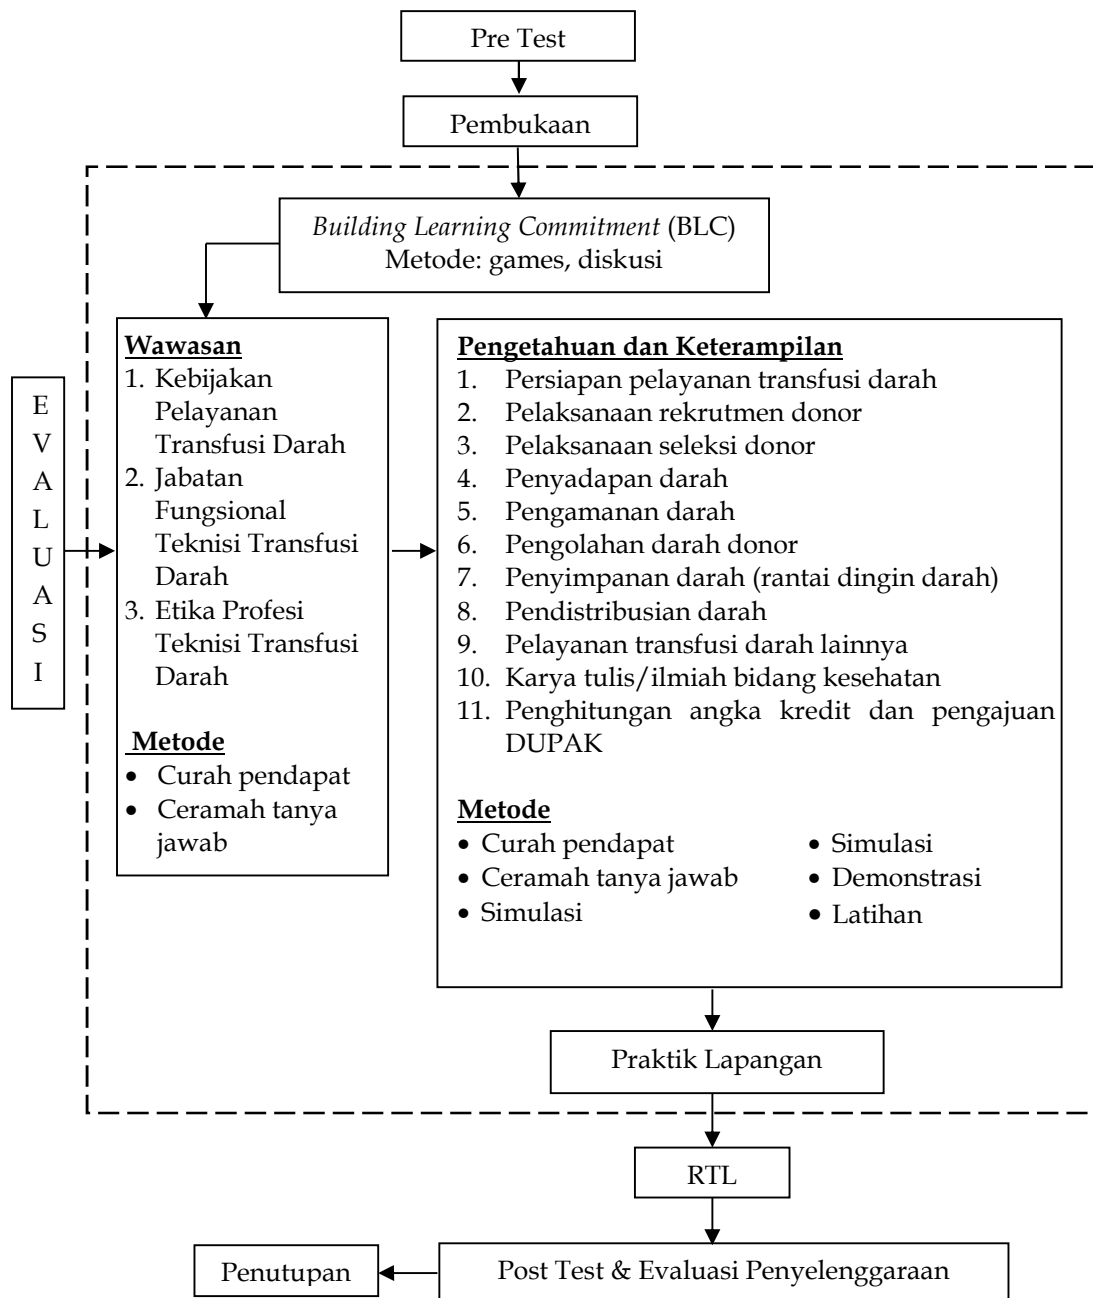 Pre Test
Pembukaan
Building Learning Commitment (BLC)
Metode: games, diskusi
E
V
A
L
U
A
S
I
Wawasan
1. Kebijakan
Pelayanan
Transfusi Darah
2. Jabatan
Fungsional
Teknisi Transfusi
Darah
3. Etika Profesi
Teknisi Transfusi
Darah
Metode
• Curah pendapat
• Ceramah tanya
jawab
Pengetahuan dan Keterampilan
1. Persiapan pelayanan transfusi darah
2. Pelaksanaan rekrutmen donor
3. Pelaksanaan seleksi donor
4. Penyadapan darah
5. Pengamanan darah
6. Pengolahan darah donor
7. Penyimpanan darah (rantai dingin darah)
8. Pendistribusian darah
9. Pelayanan transfusi darah lainnya
10. Karya tulis/ilmiah bidang kesehatan
11. Penghitungan angka kredit dan pengajuan
DUPAK
Metode
• Curah pendapat
• Ceramah tanya jawab
• Simulasi
• Simulasi
• Demonstrasi
• Latihan
Praktik Lapangan
RTL
Post Test & Evaluasi Penyelenggaraan
Penutupan